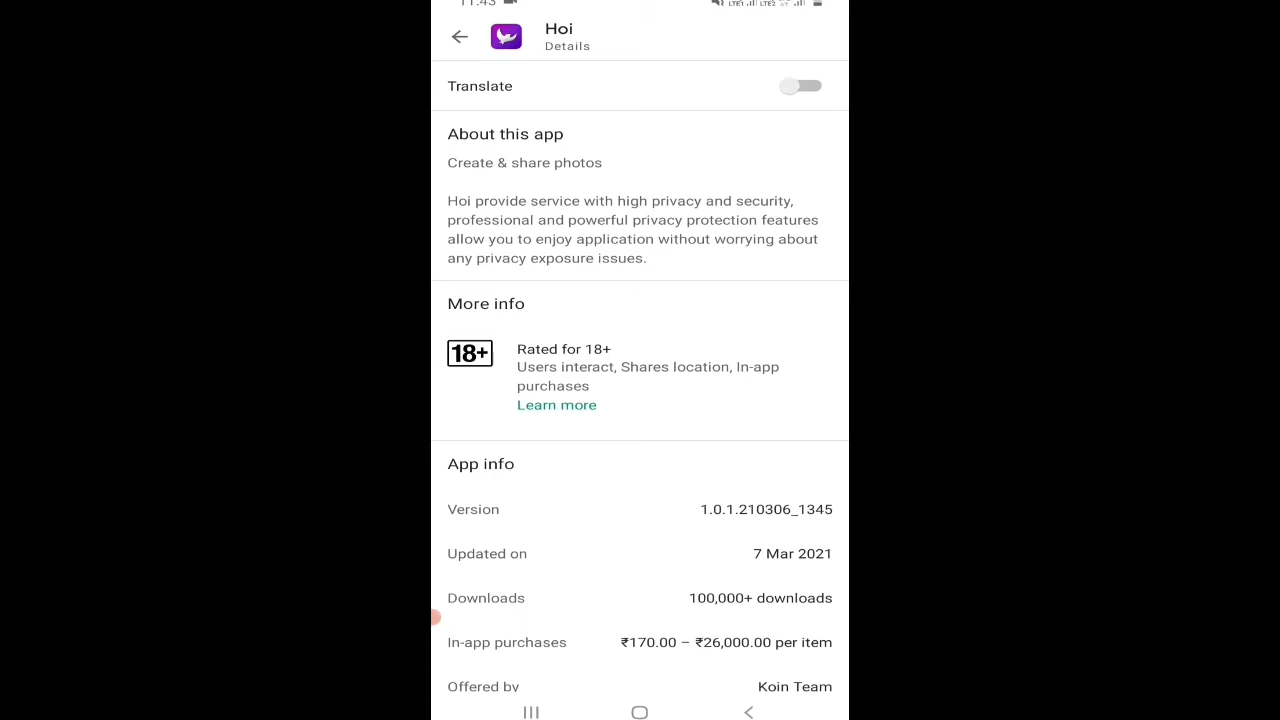 11:43 LTE1 LTE2
Hoi
Details
Translate
About this app
Create & share photos
Hoi provide service with high privacy and security,
professional and powerful privacy protection features
allow you to enjoy application without worrying about
any privacy exposure issues.
More info
18+
Rated for 18+
Users interact, Shares location, In-app
purchases
Learn more
App info
Version 1.0.1.210306_1345
Updated on 7 Mar 2021
Downloads 100,000+ downloads
In-app purchases ₹170.00 – ₹26,000.00 per item
Offered by Koin Team